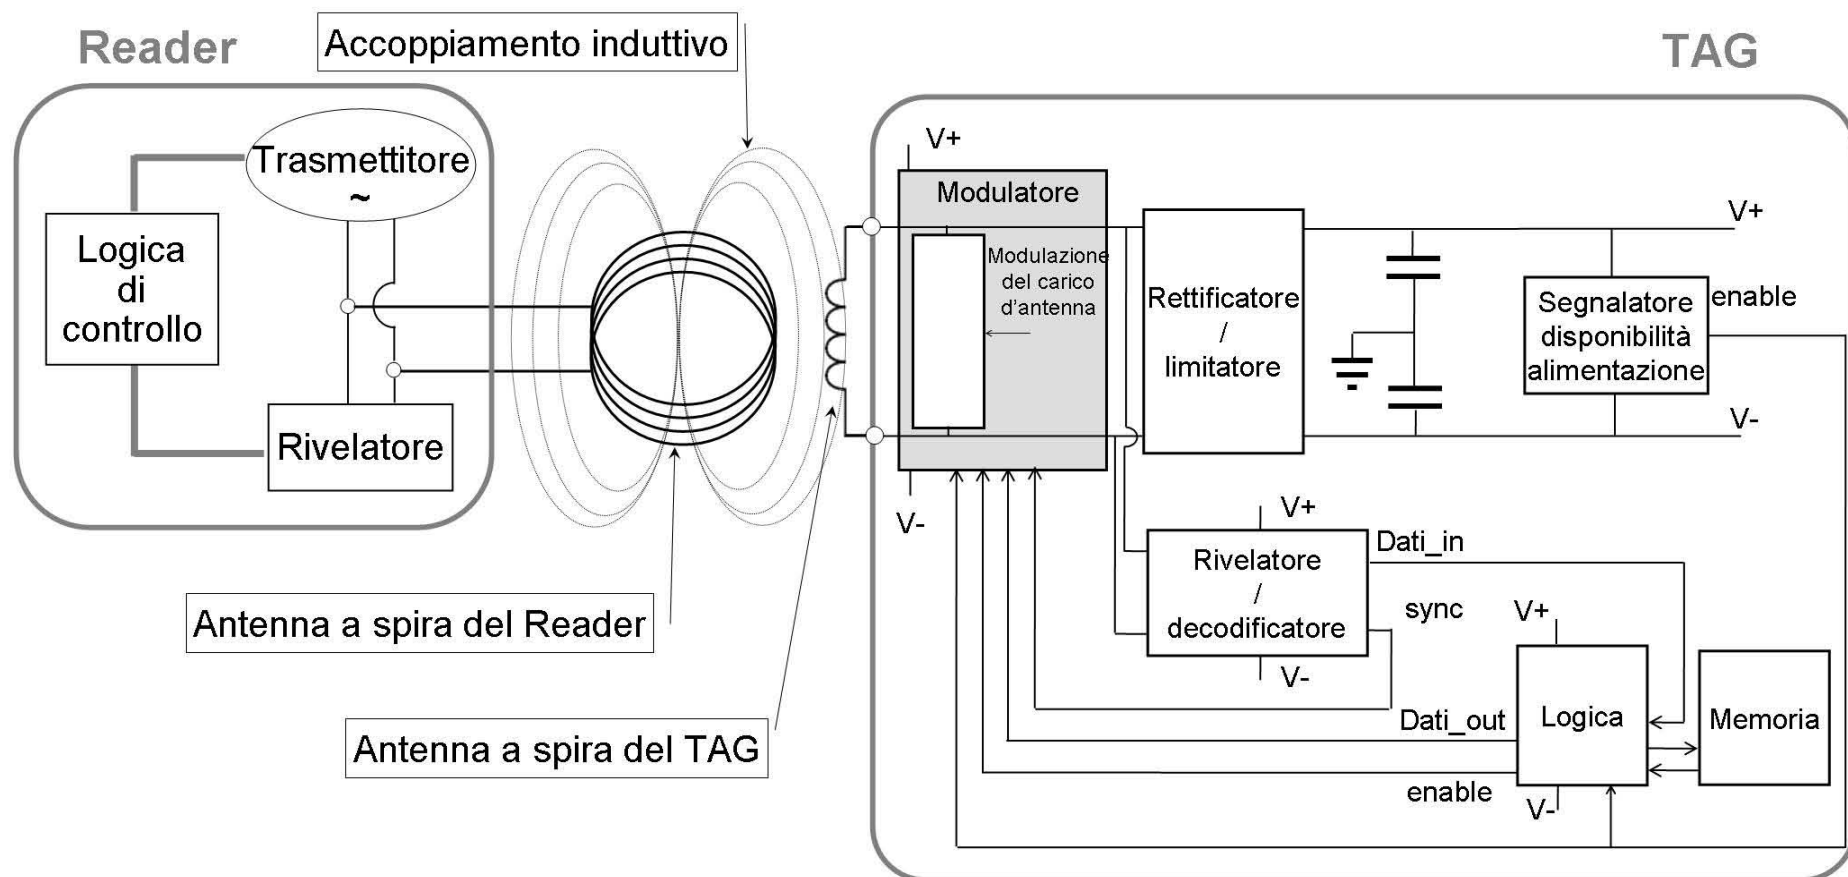 Reader
Accoppiamento induttivo
TAG
Trasmettitore
~
Logica
di
controllo
Rivelatore
Antenna a spira del Reader
Antenna a spira del TAG
V+
Modulatore
Modulazione
del carico
d'antenna
V-
Rettificatore
/
limitatore
V+
Segnalatore
disponibilità
alimentazione
enable
V-
V+
Rivelatore
/
decodificatore
V-
Dati_in
sync
V+
Dati_out
Logica
Memoria
enable
V-